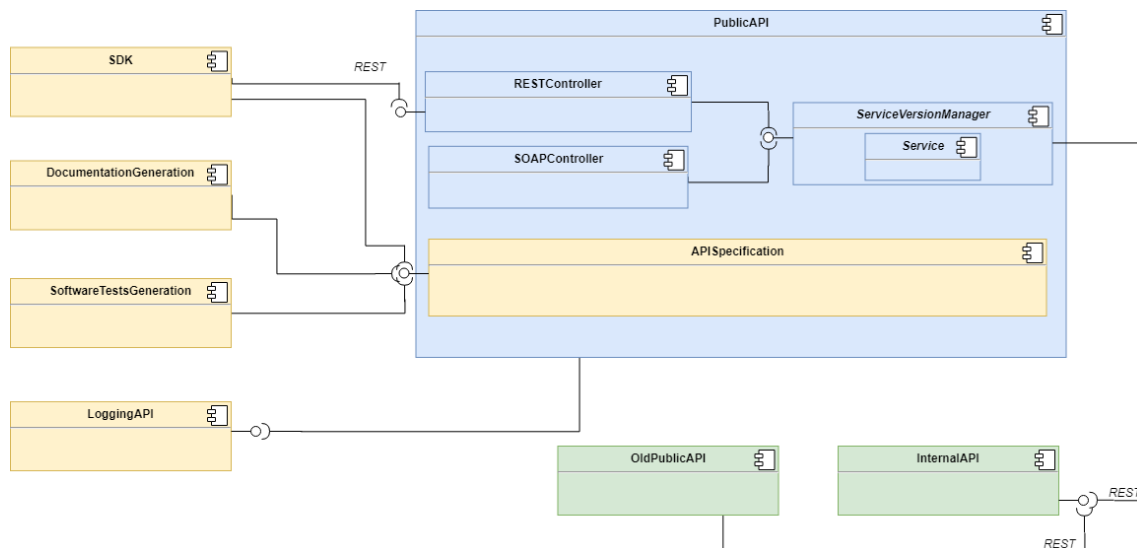 PublicAPI
SDK
REST
RESTController
ServiceVersionManager
Service
SOAPController
DocumentationGeneration
APISpecification
SoftwareTestsGeneration
LoggingAPI
OldPublicAPI
InternalAPI
REST
REST